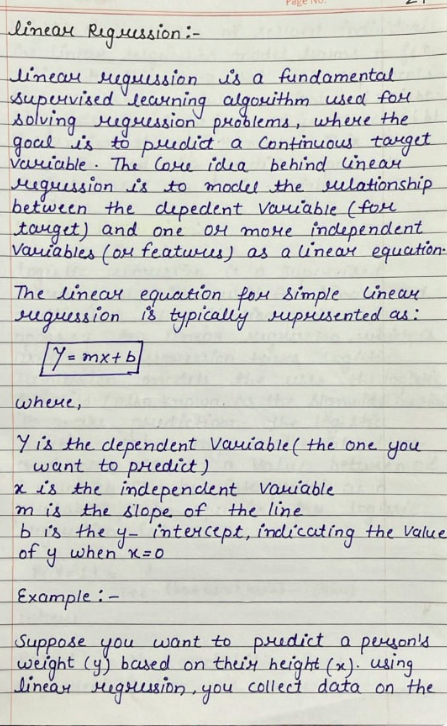 Page No.
linear Regression:-
linear regression is a fundamental
supervised learning algorithm used for
solving regression problems, where the
goal is to predict a continuous target
variable. The Core idea behind linear
regression is to model the relationship
between the depedent variable (for
target) and one or more independent
variables (or features) as a linear equation.
The linear equation for simple linear
regression is typically represented as:
Y = mx + b
where,
Y is the dependent variable (the one you
want to predict)
x is the independent variable
m is the slope of the line
b is the y- intercept, indicating the value
of y when x=0
Example :-
Suppose you want to predict a person's
weight (y) based on their height (x). using
linear regression, you collect data on the